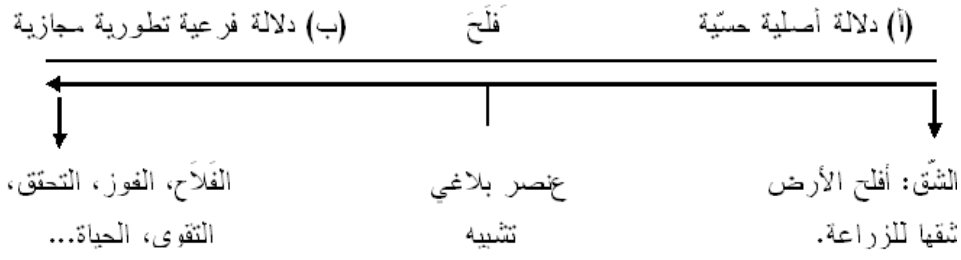 (أ) دلالة أصلية حسّية فَلَحَ (ب) دلالة فرعية تطورية مجازية
الشّق: أفلح الأرض عنصر بلاغي الفَلاَح، الفوز، التحقق،
شقها للزراعة. تشبيه التقوى، الحياة...